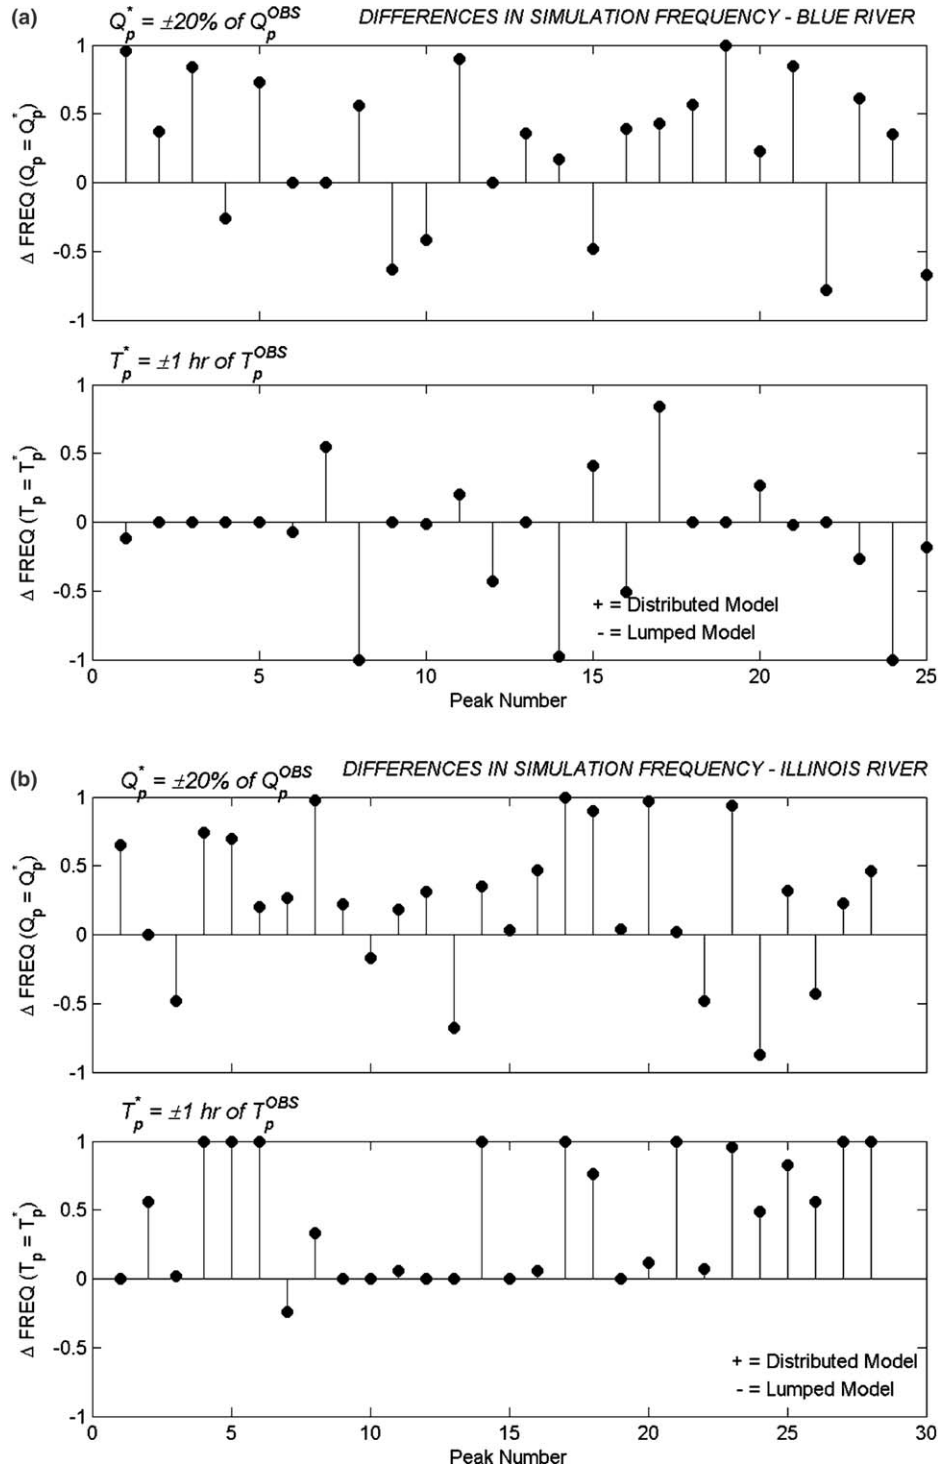 (a)
Q*p = ±20% of QpOBS
DIFFERENCES IN SIMULATION FREQUENCY - BLUE RIVER
1
0.5
0
-0.5
-1
Δ FREQ (Qp = Q*p)
T*p = ±1 hr of TpOBS
1
0.5
0
-0.5
-1
Δ FREQ (Tp = T*p)
+ = Distributed Model
- = Lumped Model
0 5 10 15 20 25
Peak Number
(b)
Q*p = ±20% of QpOBS
DIFFERENCES IN SIMULATION FREQUENCY - ILLINOIS RIVER
1
0.5
0
-0.5
-1
Δ FREQ (Qp = Q*p)
T*p = ±1 hr of TpOBS
1
0.5
0
-0.5
-1
Δ FREQ (Tp = T*p)
+ = Distributed Model
- = Lumped Model
0 5 10 15 20 25 30
Peak Number